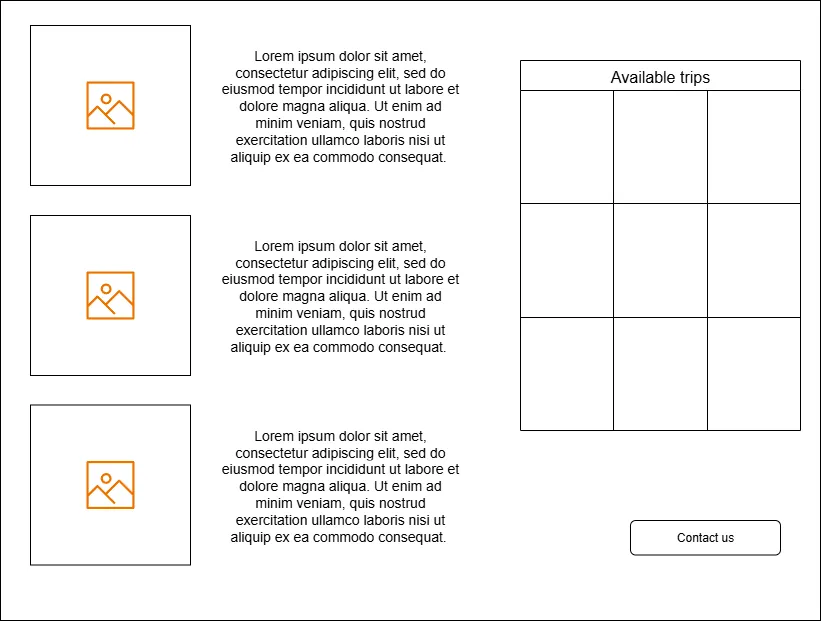 Lorem ipsum dolor sit amet,
consectetur adipiscing elit, sed do
eiusmod tempor incididunt ut labore et
dolore magna aliqua. Ut enim ad
minim veniam, quis nostrud
exercitation ullamco laboris nisi ut
aliquip ex ea commodo consequat.
Lorem ipsum dolor sit amet,
consectetur adipiscing elit, sed do
eiusmod tempor incididunt ut labore et
dolore magna aliqua. Ut enim ad
minim veniam, quis nostrud
exercitation ullamco laboris nisi ut
aliquip ex ea commodo consequat.
Lorem ipsum dolor sit amet,
consectetur adipiscing elit, sed do
eiusmod tempor incididunt ut labore et
dolore magna aliqua. Ut enim ad
minim veniam, quis nostrud
exercitation ullamco laboris nisi ut
aliquip ex ea commodo consequat.
Available trips
Contact us